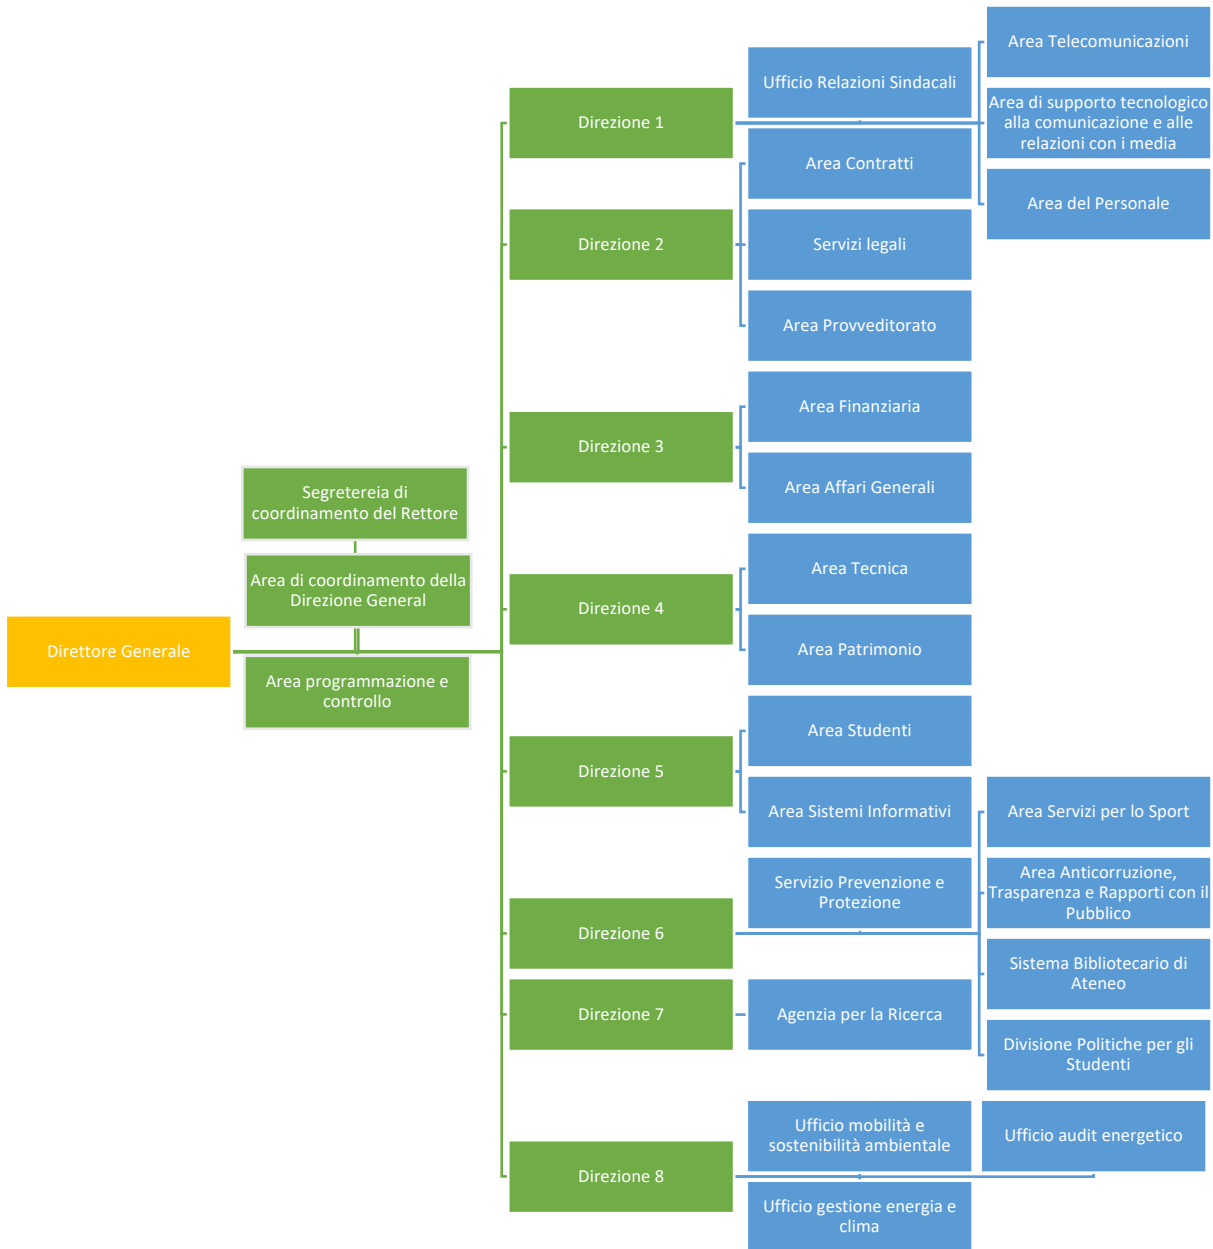 Direttore Generale
Segretereia di
coordinamento del Rettore
Area di coordinamento della
Direzione General
Area programmazione e
controllo
Direzione 1
Ufficio Relazioni Sindacali
Area Telecomunicazioni
Area di supporto tecnologico
alla comunicazione e alle
relazioni con i media
Area del Personale
Direzione 2
Area Contratti
Servizi legali
Area Provveditorato
Direzione 3
Area Finanziaria
Area Affari Generali
Direzione 4
Area Tecnica
Area Patrimonio
Direzione 5
Area Studenti
Area Sistemi Informativi
Direzione 6
Servizio Prevenzione e
Protezione
Area Servizi per lo Sport
Area Anticorruzione,
Trasparenza e Rapporti con il
Pubblico
Sistema Bibliotecario di
Ateneo
Divisione Politiche per gli
Studenti
Direzione 7
Agenzia per la Ricerca
Direzione 8
Ufficio mobilità e
sostenibilità ambientale
Ufficio audit energetico
Ufficio gestione energia e
clima